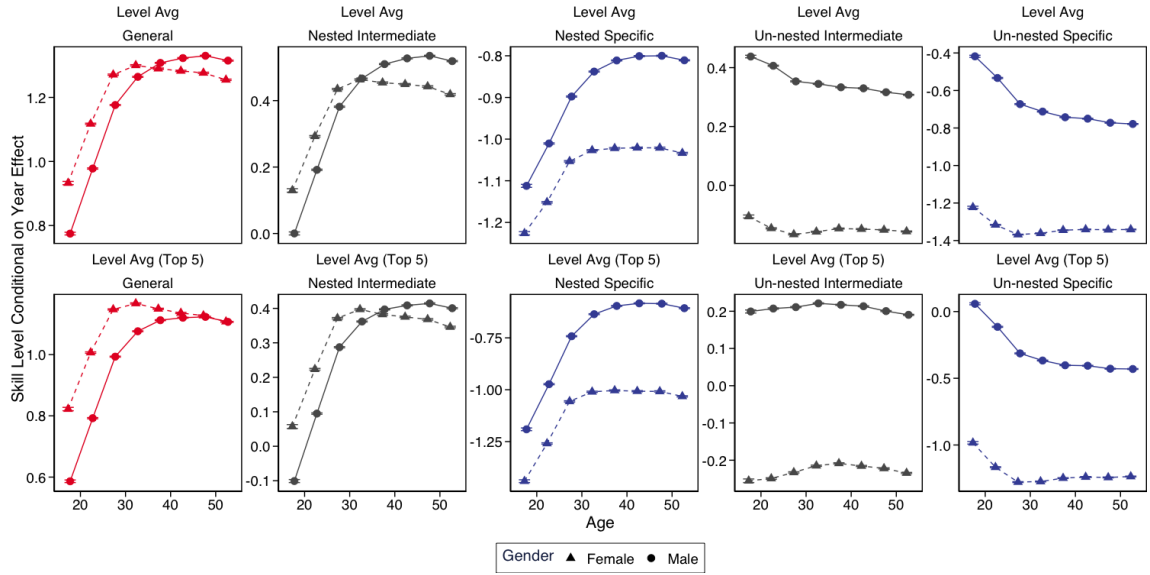 Level Avg Level Avg Level Avg Level Avg Level Avg
General Nested Intermediate Nested Specific Un-nested Intermediate Un-nested Specific
1.2 1.0 0.8
0.4 0.2 0.0
-0.8 -0.9 -1.0 -1.1 -1.2
0.4 0.2 0.0
-0.4 -0.6 -0.8 -1.0 -1.2 -1.4
Skill Level Conditional on Year Effect
Level Avg (Top 5) Level Avg (Top 5) Level Avg (Top 5) Level Avg (Top 5) Level Avg (Top 5)
General Nested Intermediate Nested Specific Un-nested Intermediate Un-nested Specific
1.0 0.8 0.6
0.4 0.3 0.2 0.1 0.0 -0.1
-0.75 -1.00 -1.25
0.2 0.1 0.0 -0.1 -0.2
0.0 -0.5 -1.0
20 30 40 50 20 30 40 50 20 30 40 50 20 30 40 50 20 30 40 50
Age
Gender Female Male